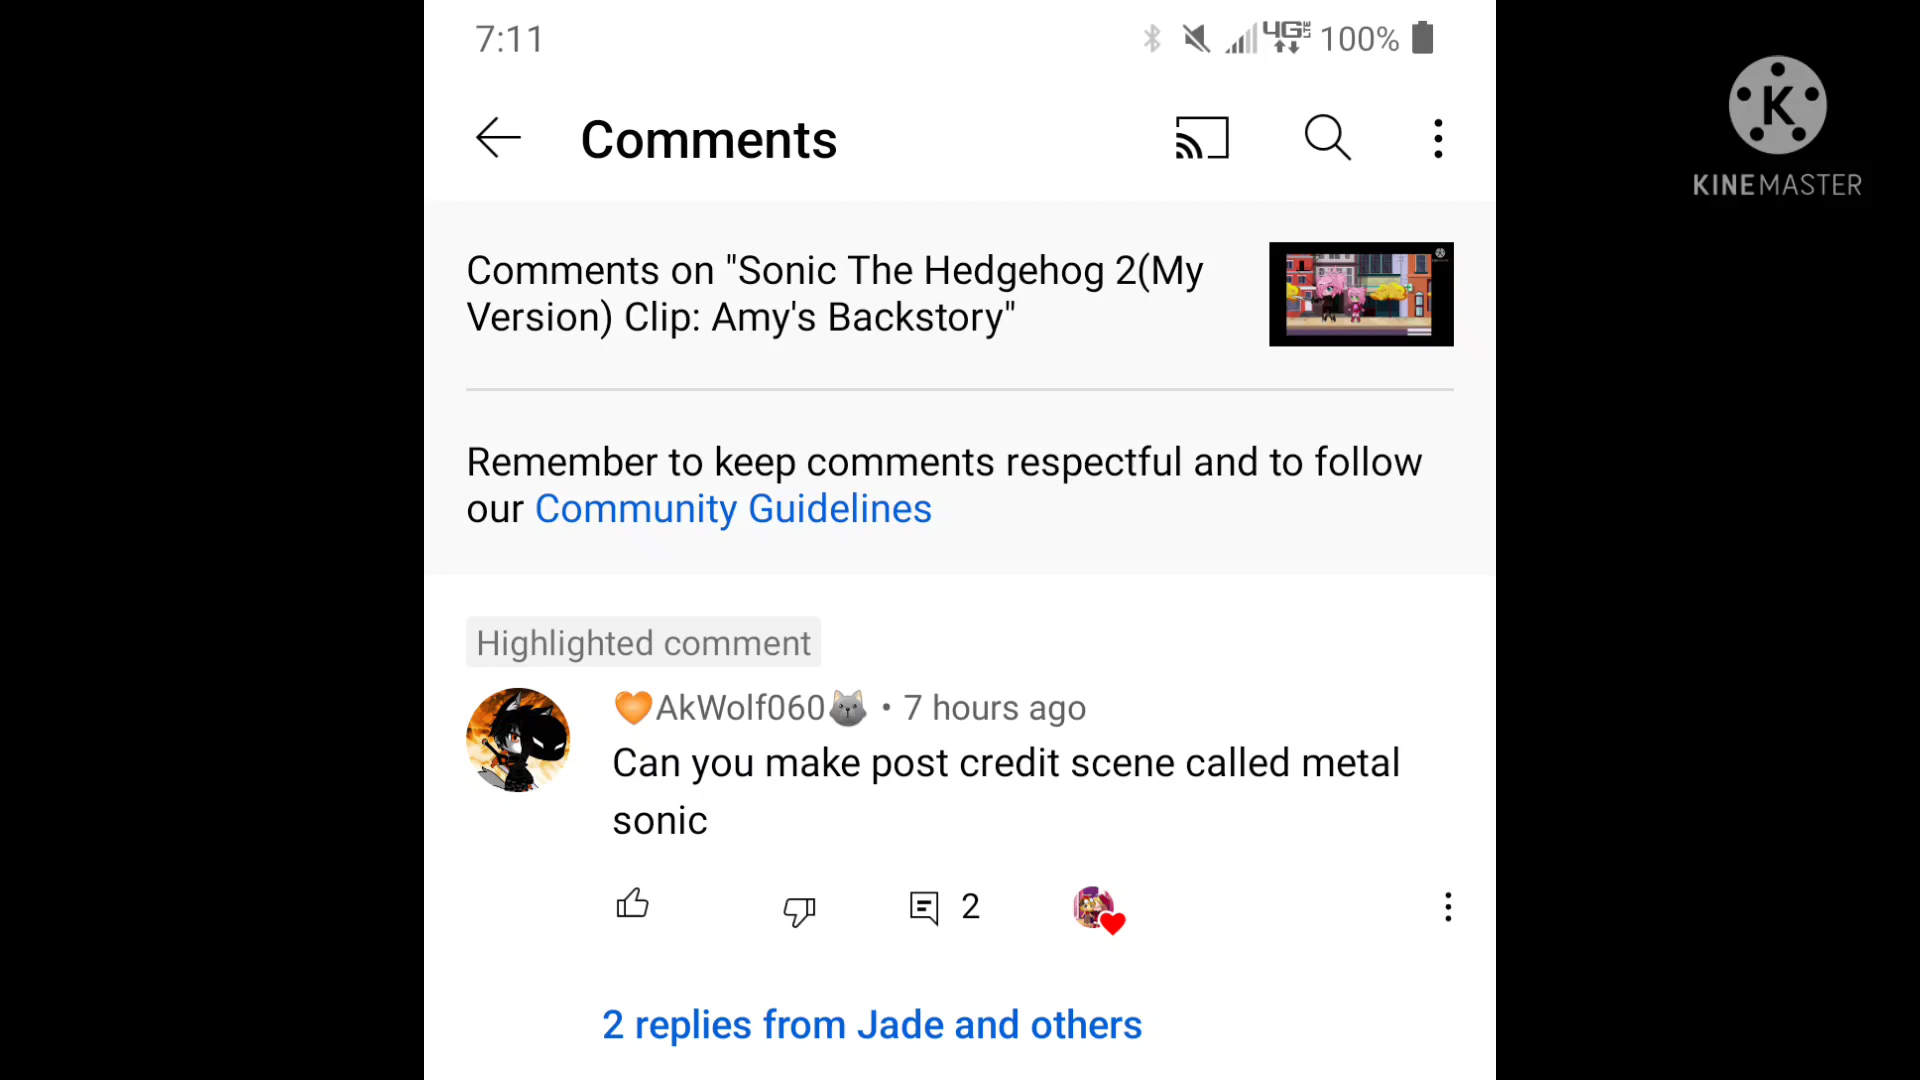 7:11
4G LTE 100%
K
KINEMASTER
Comments
Comments on "Sonic The Hedgehog 2(My
Version) Clip: Amy's Backstory"
Remember to keep comments respectful and to follow
our Community Guidelines
Highlighted comment
🧡AkWolf060🐺 • 7 hours ago
Can you make post credit scene called metal
sonic
2
2 replies from Jade and others